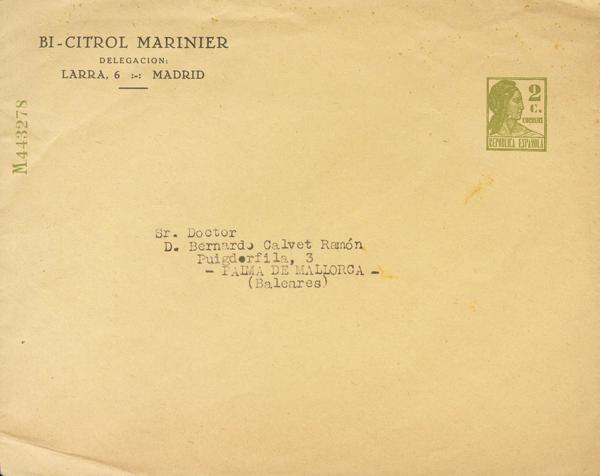 BI-CITROL MARINIER
DELEGACION:
LARRA, 6 :-: MADRID
M443278
2
C.
CORREOS
REPUBLICA ESPAÑOLA
Sr. Doctor
D. Bernardo Calvet Ramón
Puigdorfila, 3
- PALMA DE MALLORCA -
(Baleares)